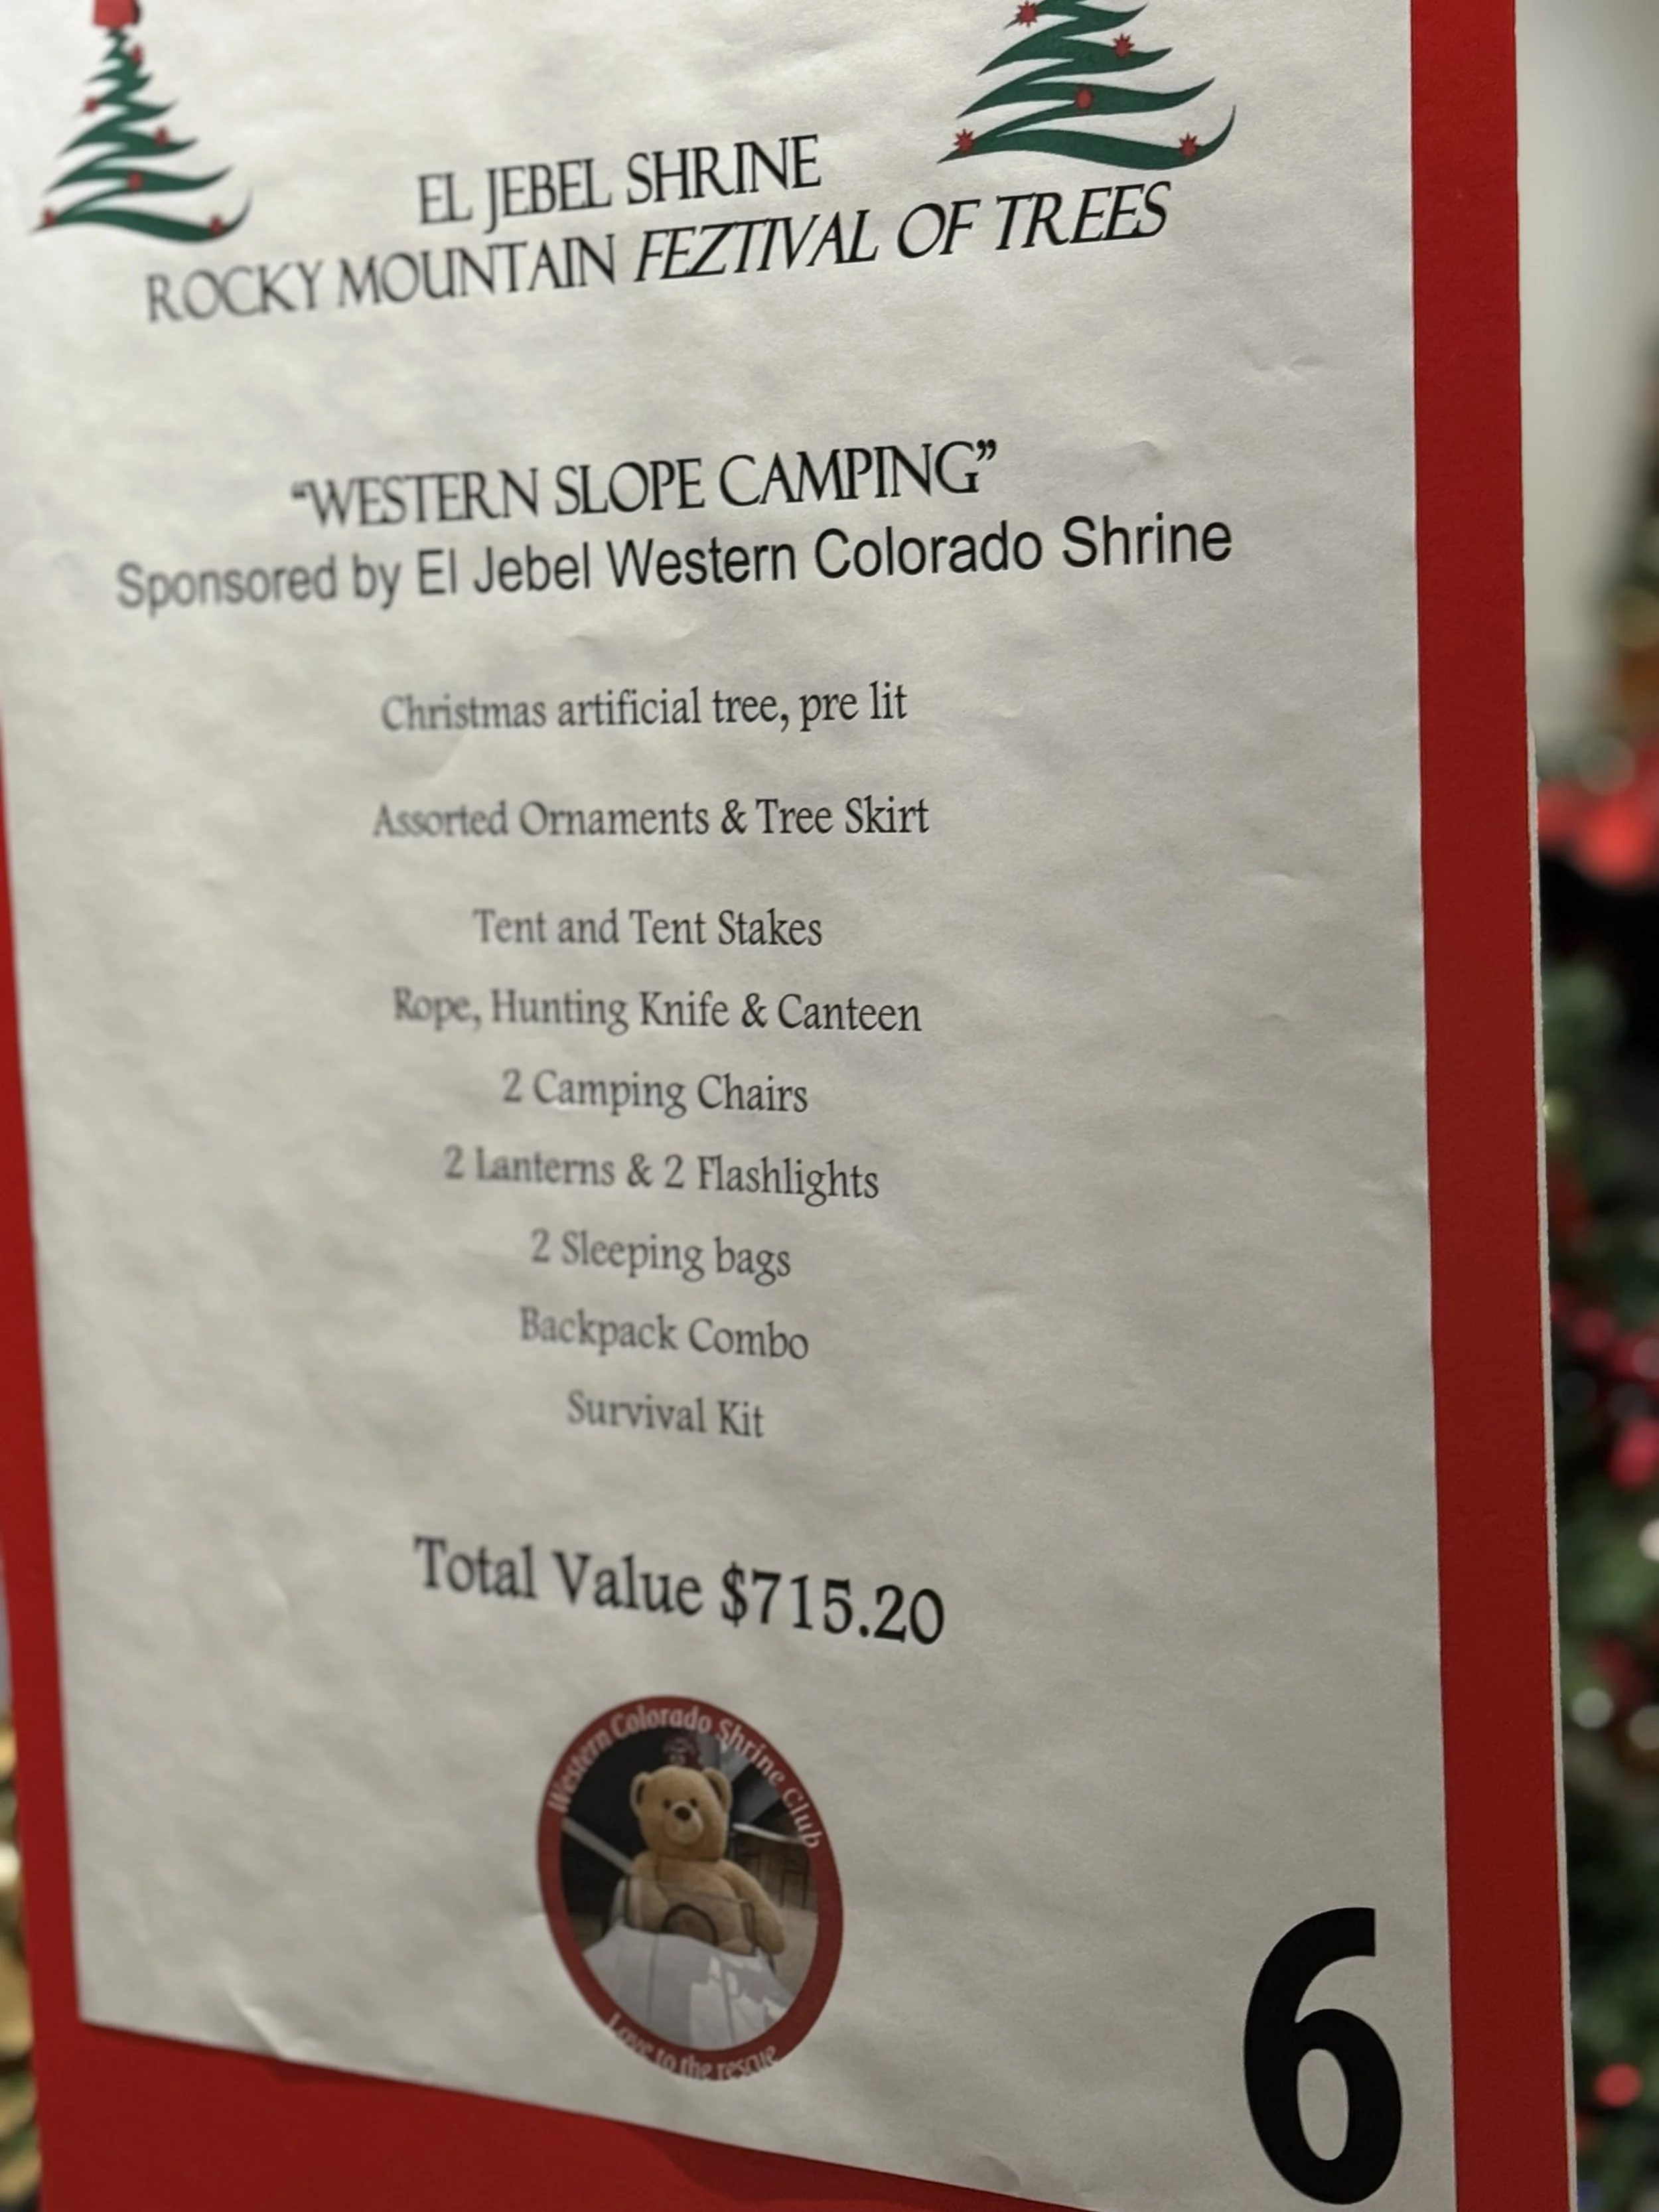 EL JEBEL SHRINE
ROCKY MOUNTAIN FEZTIVAL OF TREES
“WESTERN SLOPE CAMPING”
Sponsored by El Jebel Western Colorado Shrine
Christmas artificial tree, pre lit
Assorted Ornaments & Tree Skirt
Tent and Tent Stakes
Rope, Hunting Knife & Canteen
2 Camping Chairs
2 Lanterns & 2 Flashlights
2 Sleeping bags
Backpack Combo
Survival Kit
Total Value $715.20
Western Colorado Shrine Club
Love to the rescue
6